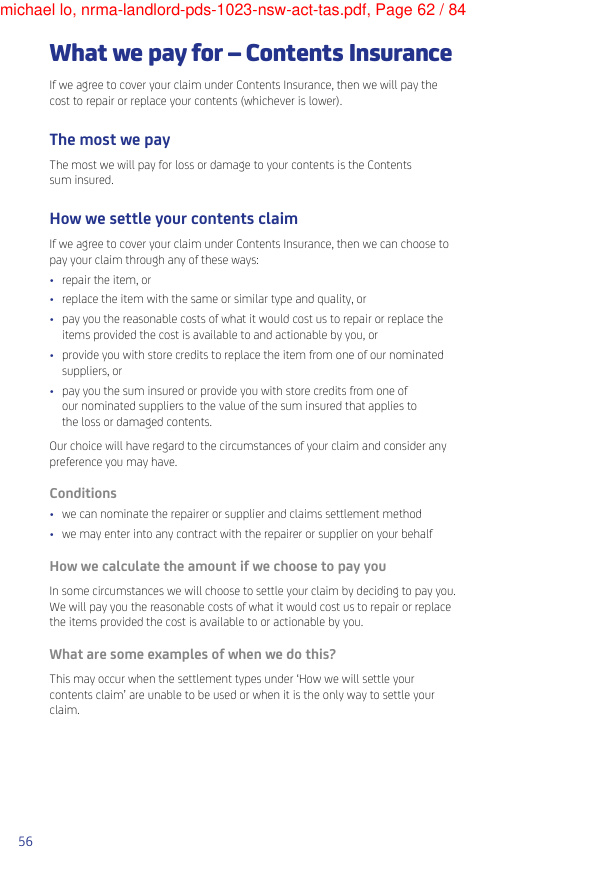 michael lo, nrma-landlord-pds-1023-nsw-act-tas.pdf, Page 62 / 84
What we pay for – Contents Insurance
If we agree to cover your claim under Contents Insurance, then we will pay the
cost to repair or replace your contents (whichever is lower).
The most we pay
The most we will pay for loss or damage to your contents is the Contents
sum insured.
How we settle your contents claim
If we agree to cover your claim under Contents Insurance, then we can choose to
pay your claim through any of these ways:
• repair the item, or
• replace the item with the same or similar type and quality, or
• pay you the reasonable costs of what it would cost us to repair or replace the
items provided the cost is available to and actionable by you, or
• provide you with store credits to replace the item from one of our nominated
suppliers, or
• pay you the sum insured or provide you with store credits from one of
our nominated suppliers to the value of the sum insured that applies to
the loss or damaged contents.
Our choice will have regard to the circumstances of your claim and consider any
preference you may have.
Conditions
• we can nominate the repairer or supplier and claims settlement method
• we may enter into any contract with the repairer or supplier on your behalf
How we calculate the amount if we choose to pay you
In some circumstances we will choose to settle your claim by deciding to pay you.
We will pay you the reasonable costs of what it would cost us to repair or replace
the items provided the cost is available to or actionable by you.
What are some examples of when we do this?
This may occur when the settlement types under ‘How we will settle your
contents claim’ are unable to be used or when it is the only way to settle your
claim.
56